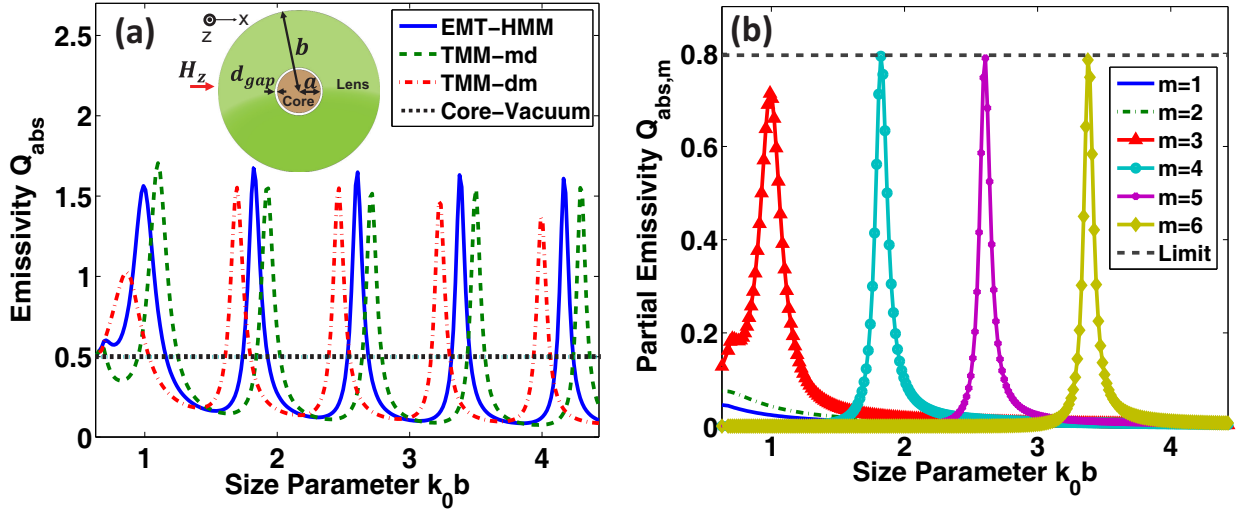 (a)
2.5
2
1.5
1
0.5
0
Emissivity Q_abs
1 2 3 4
Size Parameter k_0b
X
Z
H_z
d_gap
b
a
Core
Lens
EMT-HMM
TMM-md
TMM-dm
Core-Vacuum
(b)
0.8
0.6
0.4
0.2
0
Partial Emissivity Q_abs,m
1 2 3 4
Size Parameter k_0b
m=1
m=2
m=3
m=4
m=5
m=6
Limit